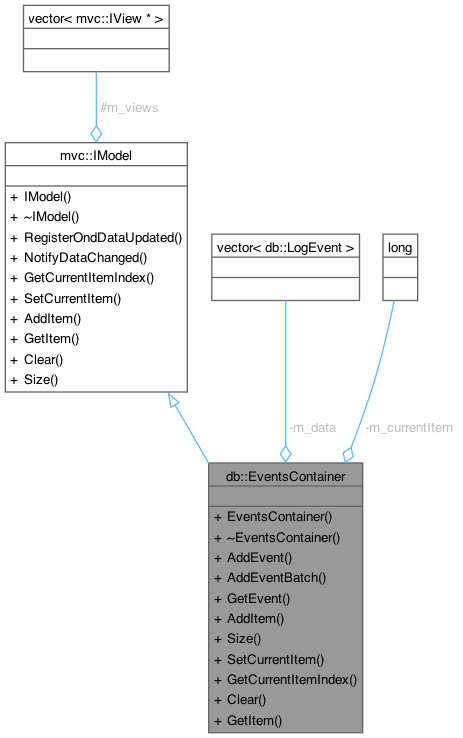 vector< mvc::IView * >
#m_views
mvc::IModel
+ IModel()
+ ~IModel()
+ RegisterOndDataUpdated()
+ NotifyDataChanged()
+ GetCurrentItemIndex()
+ SetCurrentItem()
+ AddItem()
+ GetItem()
+ Clear()
+ Size()
vector< db::LogEvent >
long
-m_data
-m_currentItem
db::EventsContainer
+ EventsContainer()
+ ~EventsContainer()
+ AddEvent()
+ AddEventBatch()
+ GetEvent()
+ AddItem()
+ Size()
+ SetCurrentItem()
+ GetCurrentItemIndex()
+ Clear()
+ GetItem()